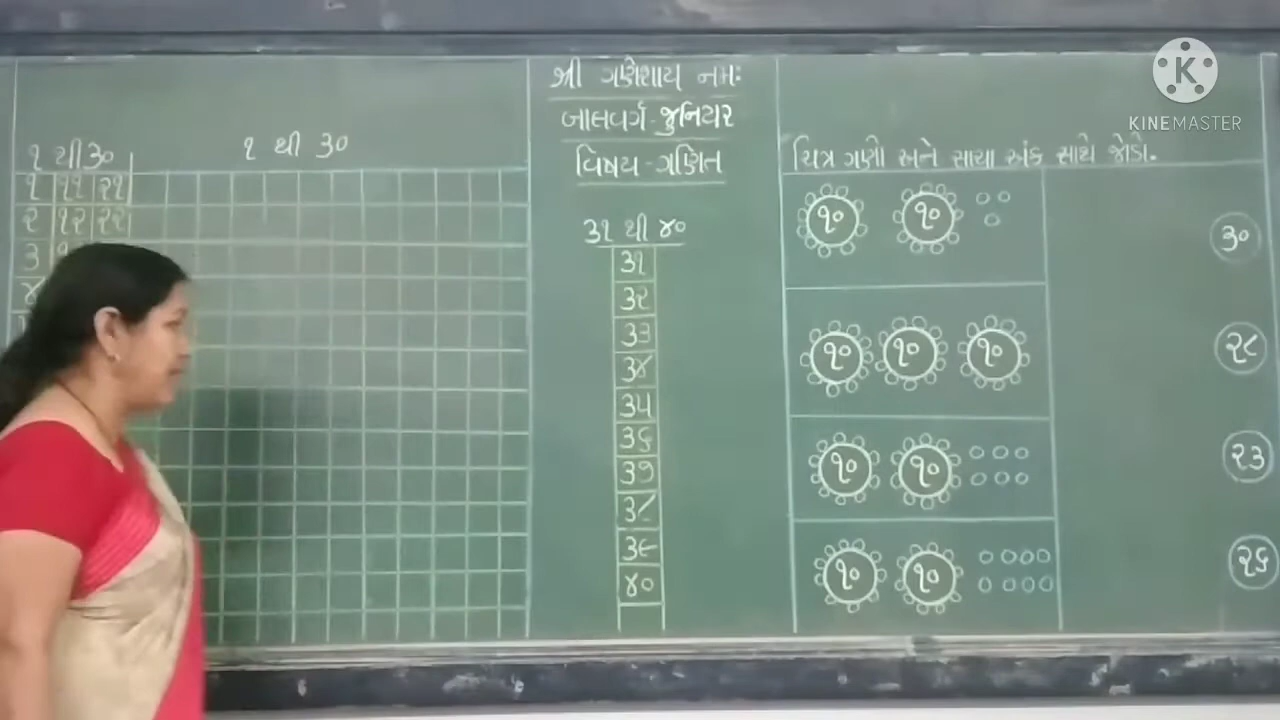 શ્રી ગણેશાય નમઃ
બાલવર્ગ-જુનિયર
વિષય-ગણિત
૧ થી ૩૦
૧ ૧૧ ૨૧
૨ ૧૨ ૨૨
૩
૪
૧ થી ૩૦
૩૧ થી ૪૦
૩૧
૩૨
૩૩
૩૪
૩૫
૩૬
૩૭
૩૮
૩૯
૪૦
ચિત્ર ગણો અને સાચા અંક સાથે જોડો.
૧૦ ૧૦ ૩૦
૧૦ ૧૦ ૧૦ ૨૮
૧૦ ૧૦ ૨૩
૧૦ ૧૦ ૨૬
KINEMASTER